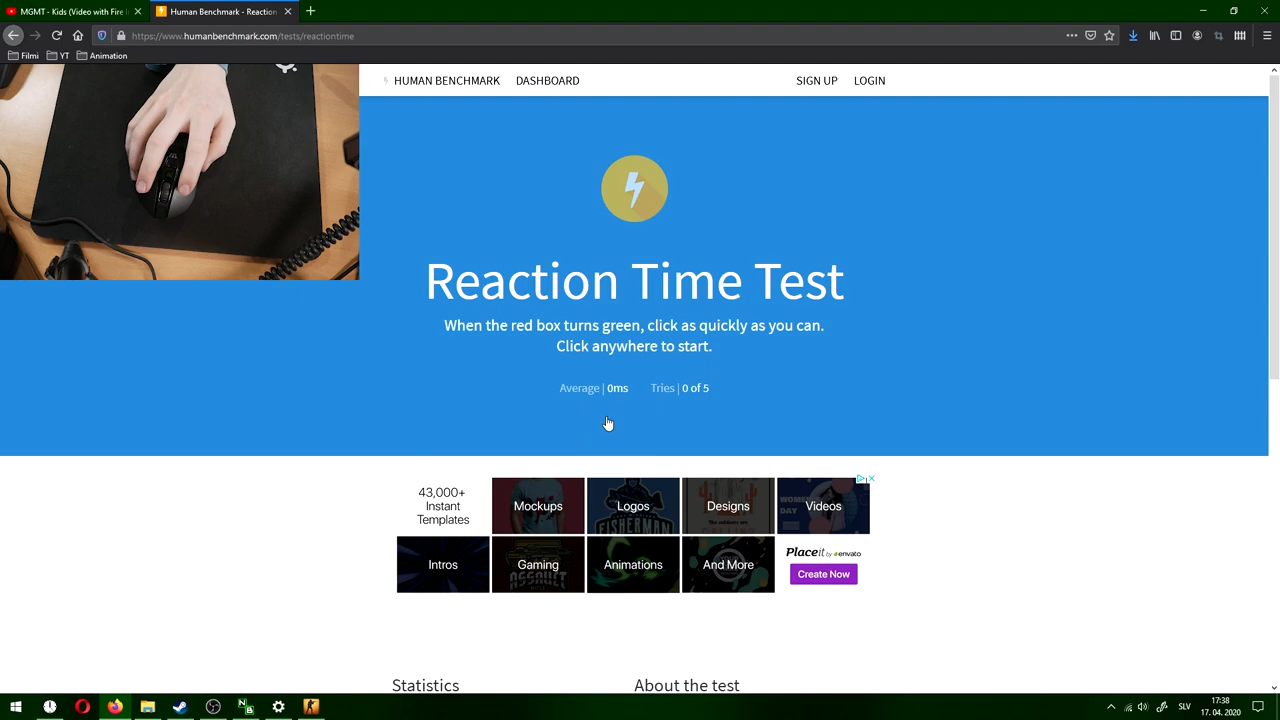 MGMT - Kids (Video with Fire I
Human Benchmark - Reaction
https://www.humanbenchmark.com/tests/reactiontime
Filmi
YT
Animation
HUMAN BENCHMARK
DASHBOARD
SIGN UP
LOGIN
Reaction Time Test
When the red box turns green, click as quickly as you can.
Click anywhere to start.
Average | 0ms
Tries | 0 of 5
43,000+
Instant
Templates
Mockups
Logos
FISHERMAN
Designs
Videos
Intros
Gaming
ASSAULT
Animations
And More
Placeit by envato
Create Now
Statistics
About the test
SLV
17:38
17. 04. 2020